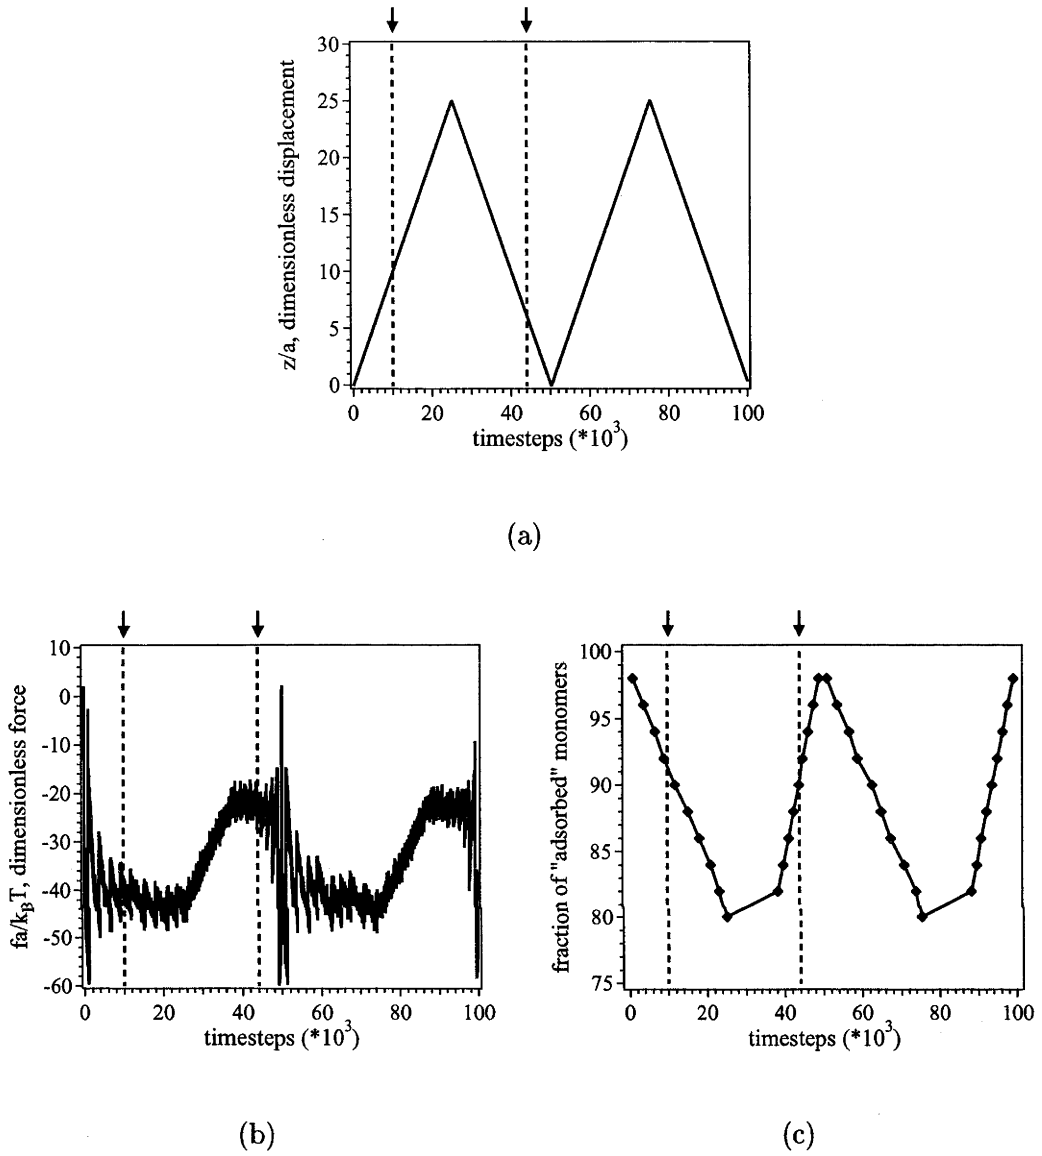 30
25
20
15
10
5
0
z/a, dimensionless displacement
0 20 40 60 80 100
timesteps (*10³)
(a)
10
0
-10
-20
-30
-40
-50
-60
fa/k_BT, dimensionless force
0 20 40 60 80 100
timesteps (*10³)
(b)
100
95
90
85
80
75
fraction of "adsorbed" monomers
0 20 40 60 80 100
timesteps (*10³)
(c)